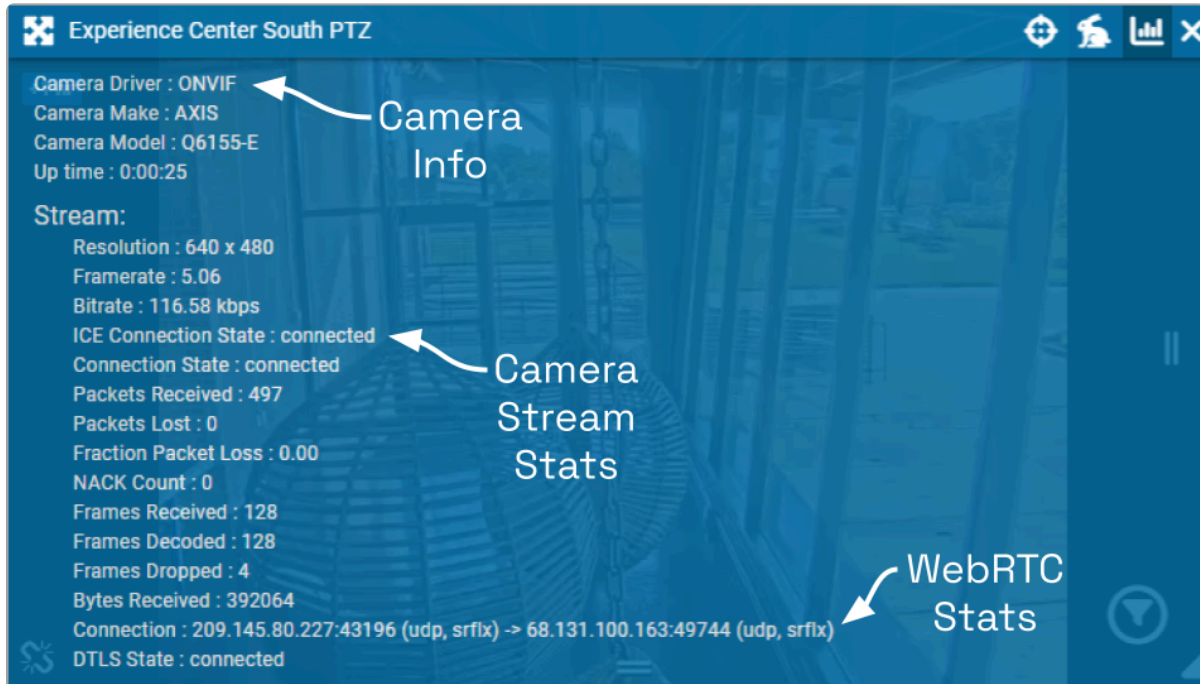 Experience Center South PTZ
Camera Driver : ONVIF
Camera Make : AXIS
Camera Model : Q6155-E
Up time : 0:00:25
Camera
Info
Stream:
Resolution : 640 x 480
Framerate : 5.06
Bitrate : 116.58 kbps
ICE Connection State : connected
Connection State : connected
Packets Received : 497
Packets Lost : 0
Fraction Packet Loss : 0.00
NACK Count : 0
Frames Received : 128
Frames Decoded : 128
Frames Dropped : 4
Bytes Received : 392064
Connection : 209.145.80.227:43196 (udp, srflx) -> 68.131.100.163:49744 (udp, srflx)
DTLS State : connected
Camera
Stream
Stats
WebRTC
Stats